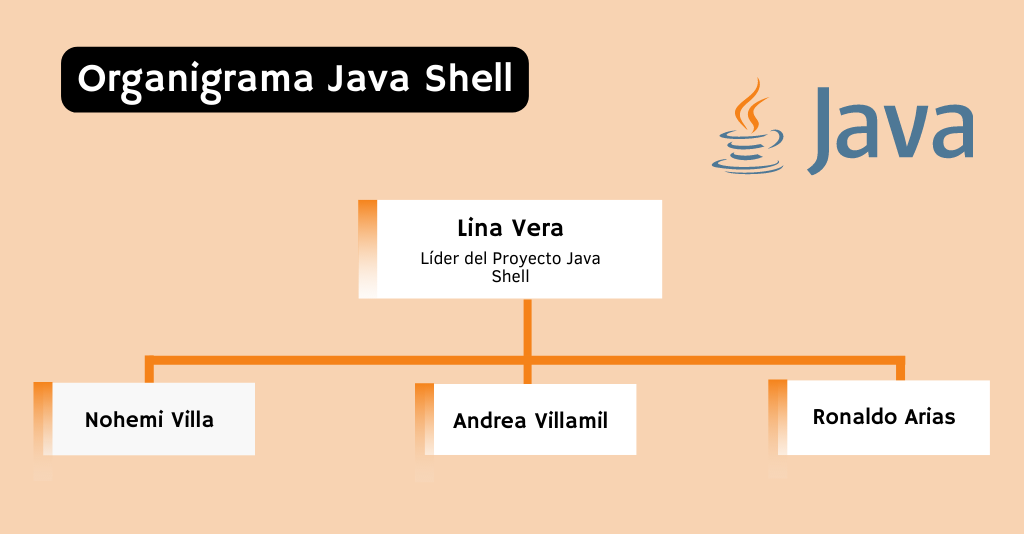 Organigrama Java Shell
Java
Lina Vera
Líder del Proyecto Java
Shell
Nohemi Villa
Andrea Villamil
Ronaldo Arias